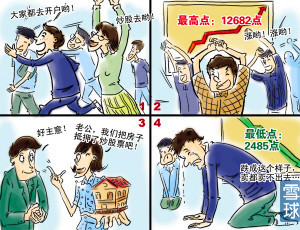 大家都去开户哟!
炒股去哟!
1
2
最高点：12682点
涨哟!涨哟!
3
4
好主意!
老公，我们把房子
抵押了炒股票吧!
最低点：
2485点
跌成这个样子，
卖都卖不出去…
雪球